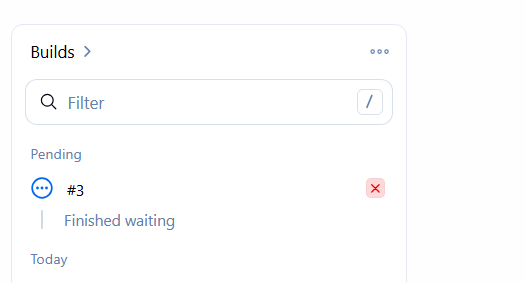 Builds
Filter /
Pending
#3
Finished waiting
Today